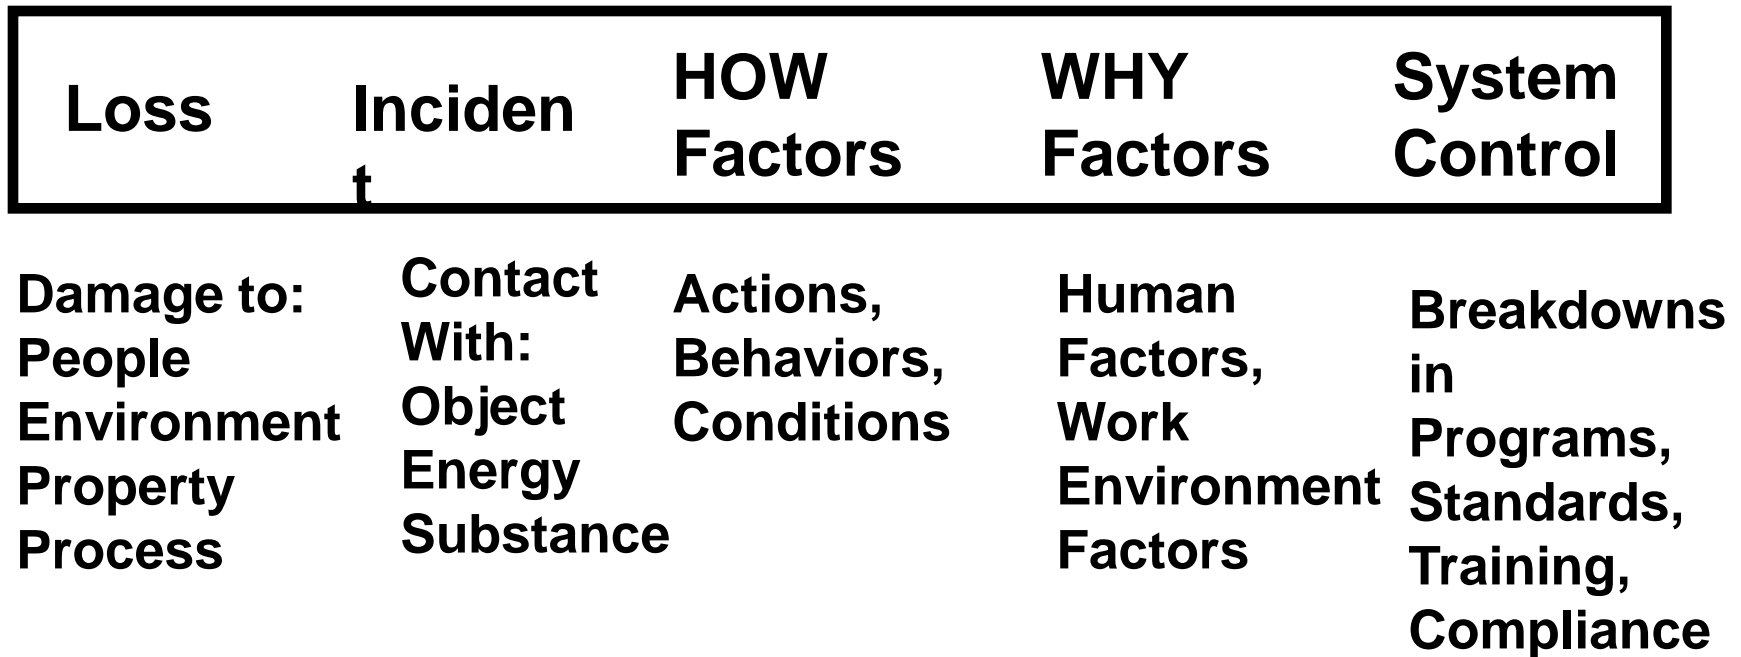 Loss
Inciden
t
HOW
Factors
WHY
Factors
System
Control
Damage to:
People
Environment
Property
Process
Contact
With:
Object
Energy
Substance
Actions,
Behaviors,
Conditions
Human
Factors,
Work
Environment
Factors
Breakdowns
in
Programs,
Standards,
Training,
Compliance